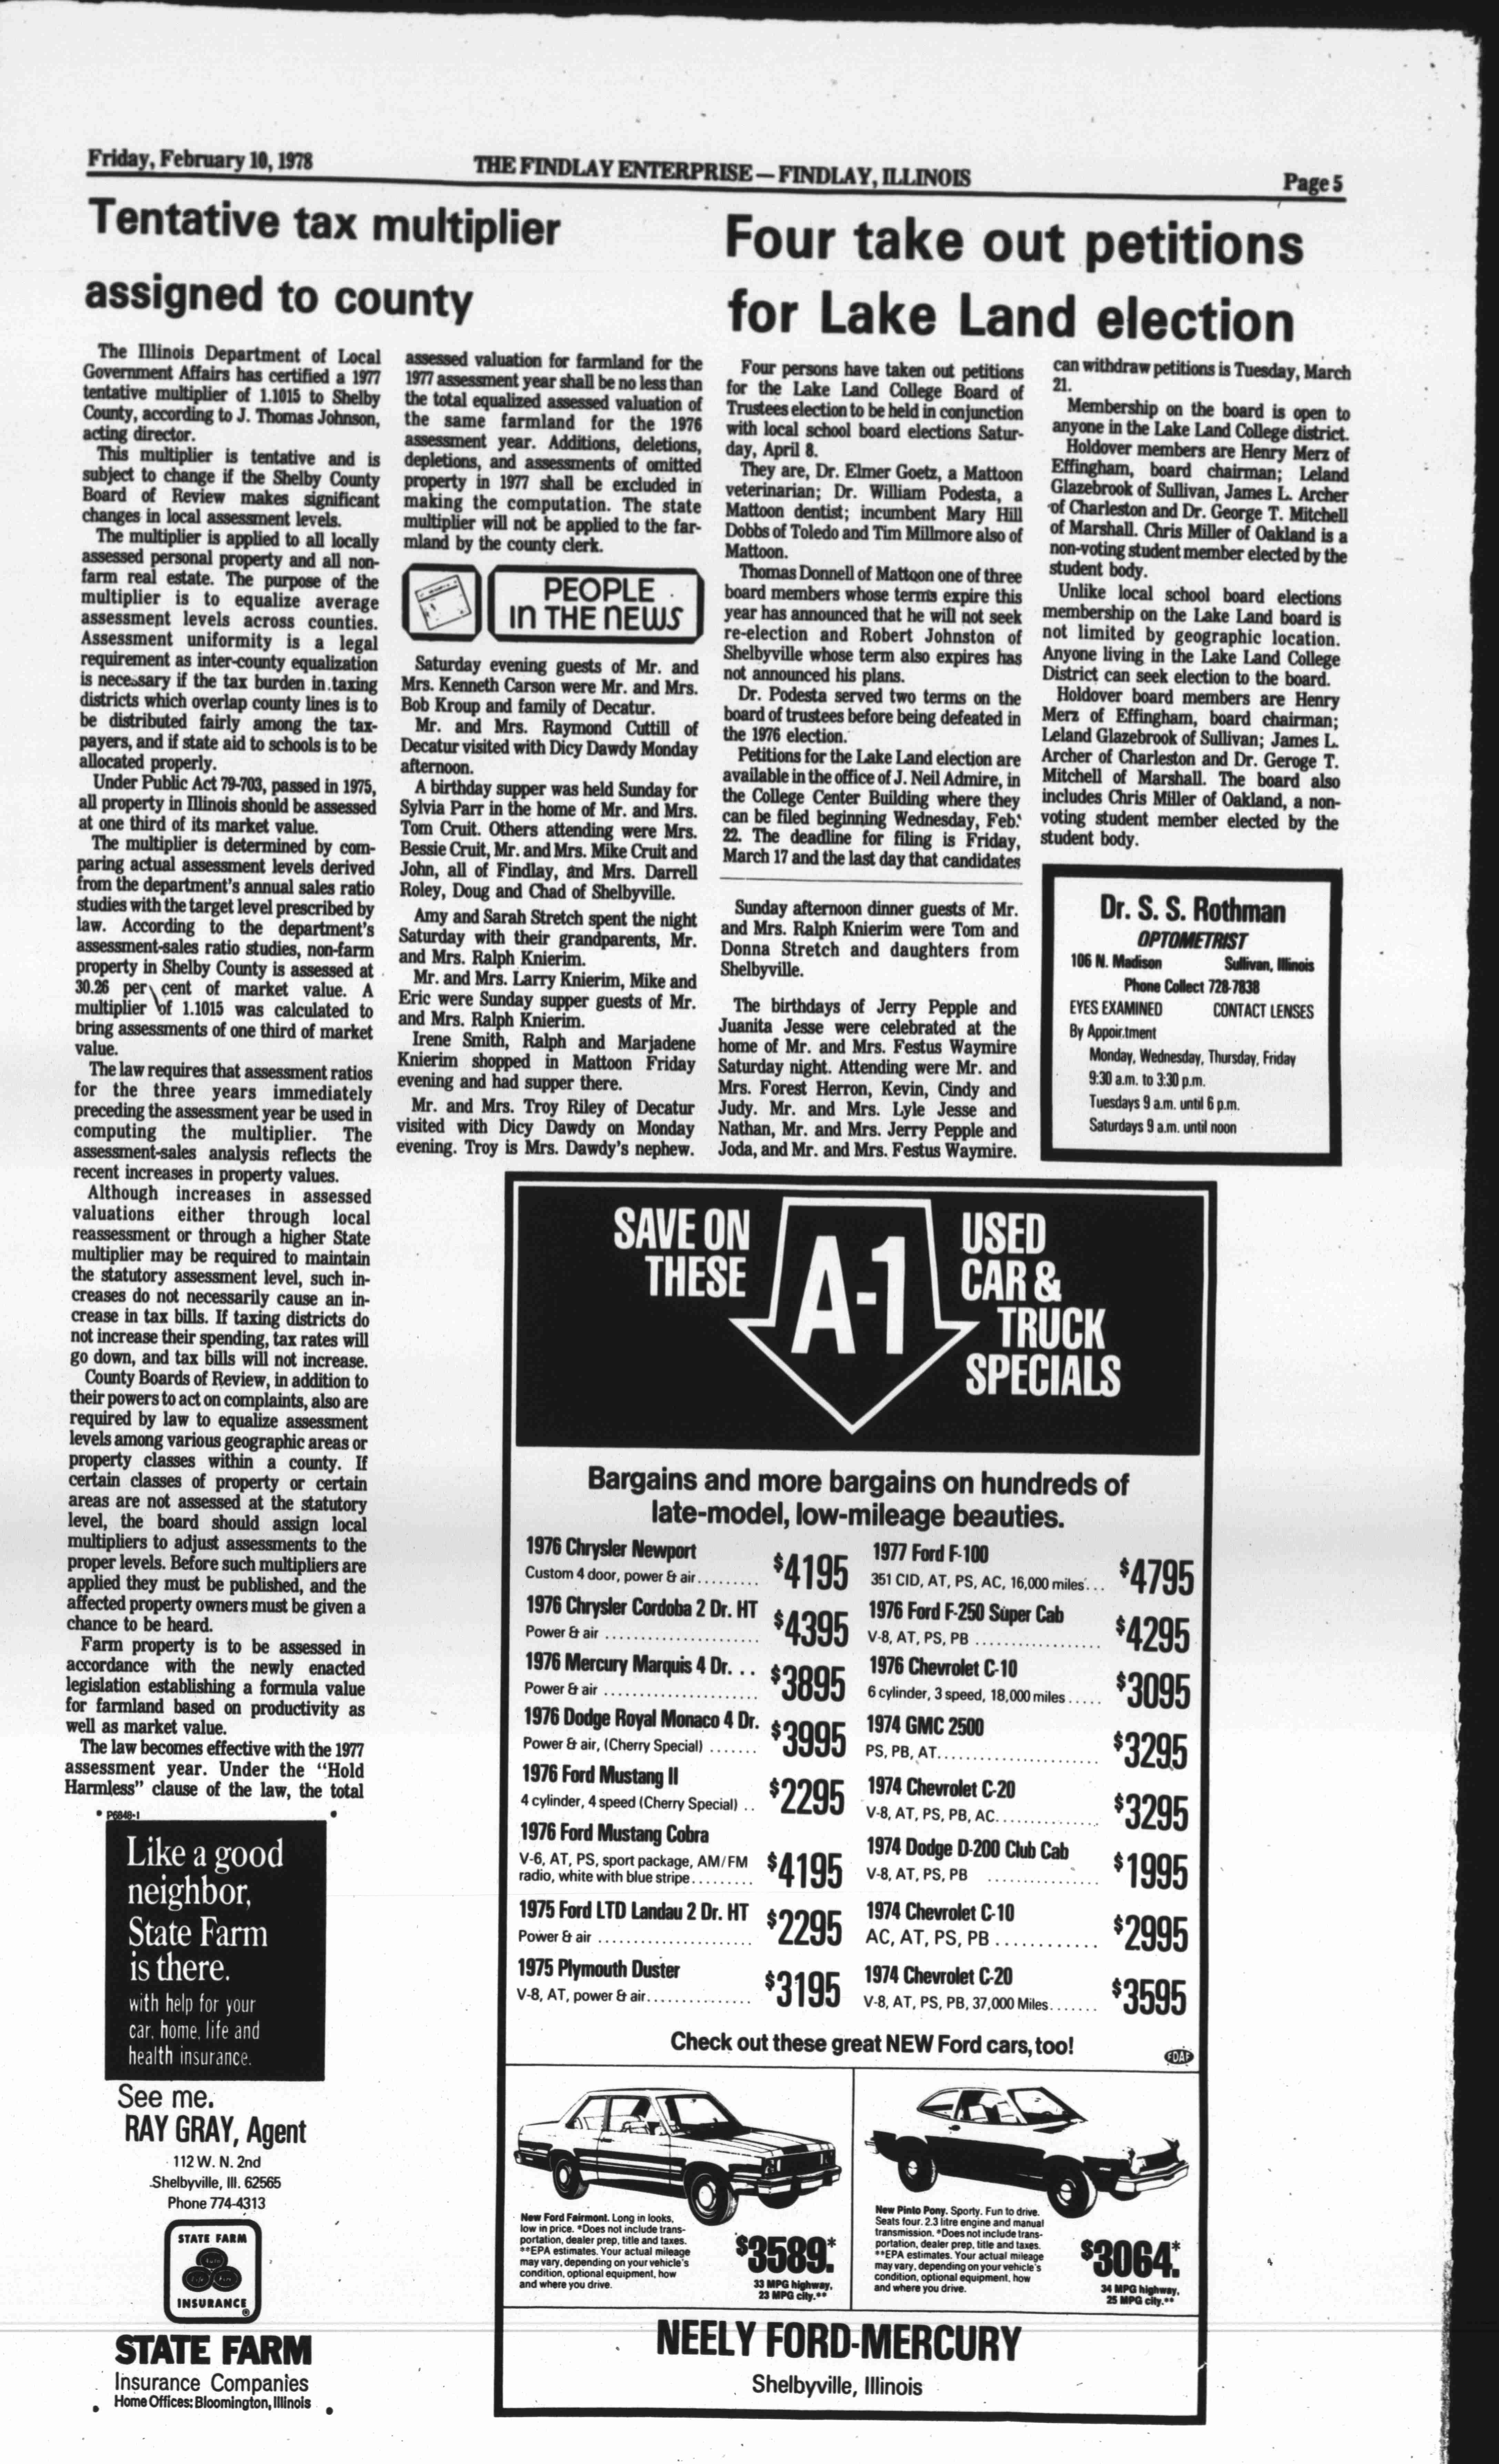 Friday, February 10, 1978
THE FINDLAY ENTERPRISE — FINDLAY, ILLINOIS
Page 5
Tentative tax multiplier
assigned to county
The Illinois Department of Local
Government Affairs has certified a 1977
tentative multiplier of 1.1015 to Shelby
County, according to J. Thomas Johnson,
acting director.
This multiplier is tentative and is
subject to change if the Shelby County
Board of Review makes significant
changes in local assessment levels.
The multiplier is applied to all locally
assessed personal property and all non-
farm real estate. The purpose of the
multiplier is to equalize average
assessment levels across counties.
Assessment uniformity is a legal
requirement as inter-county equalization
is necessary if the tax burden in taxing
districts which overlap county lines is to
be distributed fairly among the tax-
payers, and if state aid to schools is to be
allocated properly.
Under Public Act 79-703, passed in 1975,
all property in Illinois should be assessed
at one third of its market value.
The multiplier is determined by com-
paring actual assessment levels derived
from the department's annual sales ratio
studies with the target level prescribed by
law. According to the department's
assessment-sales ratio studies, non-farm
property in Shelby County is assessed at
30.26 per cent of market value. A
multiplier of 1.1015 was calculated to
bring assessments of one third of market
value.
The law requires that assessment ratios
for the three years immediately
preceding the assessment year be used in
computing the multiplier. The
assessment-sales analysis reflects the
recent increases in property values.
Although increases in assessed
valuations either through local
reassessment or through a higher State
multiplier may be required to maintain
the statutory assessment level, such in-
creases do not necessarily cause an in-
crease in tax bills. If taxing districts do
not increase their spending, tax rates will
go down, and tax bills will not increase.
County Boards of Review, in addition to
their powers to act on complaints, also are
required by law to equalize assessment
levels among various geographic areas or
property classes within a county. If
certain classes of property or certain
areas are not assessed at the statutory
level, the board should assign local
multipliers to adjust assessments to the
proper levels. Before such multipliers are
applied they must be published, and the
affected property owners must be given a
chance to be heard.
Farm property is to be assessed in
accordance with the newly enacted
legislation establishing a formula value
for farmland based on productivity as
well as market value.
The law becomes effective with the 1977
assessment year. Under the "Hold
Harmless" clause of the law, the total
assessed valuation for farmland for the
1977 assessment year shall be no less than
the total equalized assessed valuation of
the same farmland for the 1976
assessment year. Additions, deletions,
depletions, and assessments of omitted
property in 1977 shall be excluded in
making the computation. The state
multiplier will not be applied to the far-
mland by the county clerk.
PEOPLE
IN THE NEWS
Saturday evening guests of Mr. and
Mrs. Kenneth Carson were Mr. and Mrs.
Bob Kroup and family of Decatur.
Mr. and Mrs. Raymond Cuttill of
Decatur visited with Dicy Dawdy Monday
afternoon.
A birthday supper was held Sunday for
Sylvia Parr in the home of Mr. and Mrs.
Tom Cruit. Others attending were Mrs.
Bessie Cruit, Mr. and Mrs. Mike Cruit and
John, all of Findlay, and Mrs. Darrell
Roley, Doug and Chad of Shelbyville.
Amy and Sarah Stretch spent the night
Saturday with their grandparents, Mr.
and Mrs. Ralph Knierim.
Mr. and Mrs. Larry Knierim, Mike and
Eric were Sunday supper guests of Mr.
and Mrs. Ralph Knierim.
Irene Smith, Ralph and Marjadene
Knierim shopped in Mattoon Friday
evening and had supper there.
Mr. and Mrs. Troy Riley of Decatur
visited with Dicy Dawdy on Monday
evening. Troy is Mrs. Dawdy's nephew.
Four take out petitions
for Lake Land election
Four persons have taken out petitions
for the Lake Land College Board of
Trustees election to be held in conjunction
with local school board elections Satur-
day, April 8.
They are, Dr. Elmer Goetz, a Mattoon
veterinarian; Dr. William Podesta, a
Mattoon dentist; incumbent Mary Hill
Dobbs of Toledo and Tim Millmore also of
Mattoon.
Thomas Donnell of Mattoon one of three
board members whose terms expire this
year has announced that he will not seek
re-election and Robert Johnston of
Shelbyville whose term also expires has
not announced his plans.
Dr. Podesta served two terms on the
board of trustees before being defeated in
the 1976 election.
Petitions for the Lake Land election are
available in the office of J. Neil Admire, in
the College Center Building where they
can be filed beginning Wednesday, Feb.
22. The deadline for filing is Friday,
March 17 and the last day that candidates
can withdraw petitions is Tuesday, March
21.
Membership on the board is open to
anyone in the Lake Land College district.
Holdover members are Henry Merz of
Effingham, board chairman; Leland
Glazebrook of Sullivan, James L. Archer
of Charleston and Dr. George T. Mitchell
of Marshall. Chris Miller of Oakland is a
non-voting student member elected by the
student body.
Unlike local school board elections
membership on the Lake Land board is
not limited by geographic location.
Anyone living in the Lake Land College
District can seek election to the board.
Holdover board members are Henry
Merz of Effingham, board chairman;
Leland Glazebrook of Sullivan; James L.
Archer of Charleston and Dr. Geroge T.
Mitchell of Marshall. The board also
includes Chris Miller of Oakland, a non-
voting student member elected by the
student body.
Sunday afternoon dinner guests of Mr.
and Mrs. Ralph Knierim were Tom and
Donna Stretch and daughters from
Shelbyville.
The birthdays of Jerry Pepple and
Juanita Jesse were celebrated at the
home of Mr. and Mrs. Festus Waymire
Saturday night. Attending were Mr. and
Mrs. Forest Herron, Kevin, Cindy and
Judy. Mr. and Mrs. Lyle Jesse and
Nathan, Mr. and Mrs. Jerry Pepple and
Joda, and Mr. and Mrs. Festus Waymire.
Dr. S. S. Rothman
OPTOMETRIST
106 N. Madison Sullivan, Illinois
Phone Collect 728-7838
EYES EXAMINED CONTACT LENSES
By Appointment
Monday, Wednesday, Thursday, Friday
9:30 a.m. to 3:30 p.m.
Tuesdays 9 a.m. until 6 p.m.
Saturdays 9 a.m. until noon
P6848-1
Like a good
neighbor,
State Farm
is there.
with help for your
car, home, life and
health insurance.
See me.
RAY GRAY, Agent
112 W. N. 2nd
Shelbyville, Ill. 62565
Phone 774-4313
STATE FARM
INSURANCE
®
STATE FARM
Insurance Companies
Home Offices: Bloomington, Illinois
SAVE ON
THESE
A-1
USED
CAR &
TRUCK
SPECIALS
Bargains and more bargains on hundreds of
late-model, low-mileage beauties.
1976 Chrysler Newport
Custom 4 door, power & air......... $4195
1976 Chrysler Cordoba 2 Dr. HT
Power & air ..................... $4395
1976 Mercury Marquis 4 Dr. . .
Power & air ..................... $3895
1976 Dodge Royal Monaco 4 Dr.
Power & air, (Cherry Special) ....... $3995
1976 Ford Mustang II
4 cylinder, 4 speed (Cherry Special) .. $2295
1976 Ford Mustang Cobra
V-6, AT, PS, sport package, AM/FM
radio, white with blue stripe......... $4195
1975 Ford LTD Landau 2 Dr. HT
Power & air ..................... $2295
1975 Plymouth Duster
V-8, AT, power & air.............. $3195
1977 Ford F-100
351 CID, AT, PS, AC, 16,000 miles... $4795
1976 Ford F-250 Super Cab
V-8, AT, PS, PB ................. $4295
1976 Chevrolet C-10
6 cylinder, 3 speed, 18,000 miles..... $3095
1974 GMC 2500
PS, PB, AT...................... $3295
1974 Chevrolet C-20
V-8, AT, PS, PB, AC.............. $3295
1974 Dodge D-200 Club Cab
V-8, AT, PS, PB ............... $1995
1974 Chevrolet C-10
AC, AT, PS, PB ............ $2995
1974 Chevrolet C-20
V-8, AT, PS, PB, 37,000 Miles....... $3595
Check out these great NEW Ford cars, too!
FDAF
New Ford Fairmont. Long in looks,
low in price. *Does not include trans-
portation, dealer prep, title and taxes.
**EPA estimates. Your actual mileage
may vary, depending on your vehicle's
condition, optional equipment, how
and where you drive.
$3589.*
33 MPG highway,
23 MPG city.**
New Pinto Pony. Sporty. Fun to drive.
Seats four. 2.3 litre engine and manual
transmission. *Does not include trans-
portation, dealer prep, title and taxes.
**EPA estimates. Your actual mileage
may vary, depending on your vehicle's
condition, optional equipment, how
and where you drive.
$3064.*
34 MPG highway,
25 MPG city.**
NEELY FORD-MERCURY
Shelbyville, Illinois